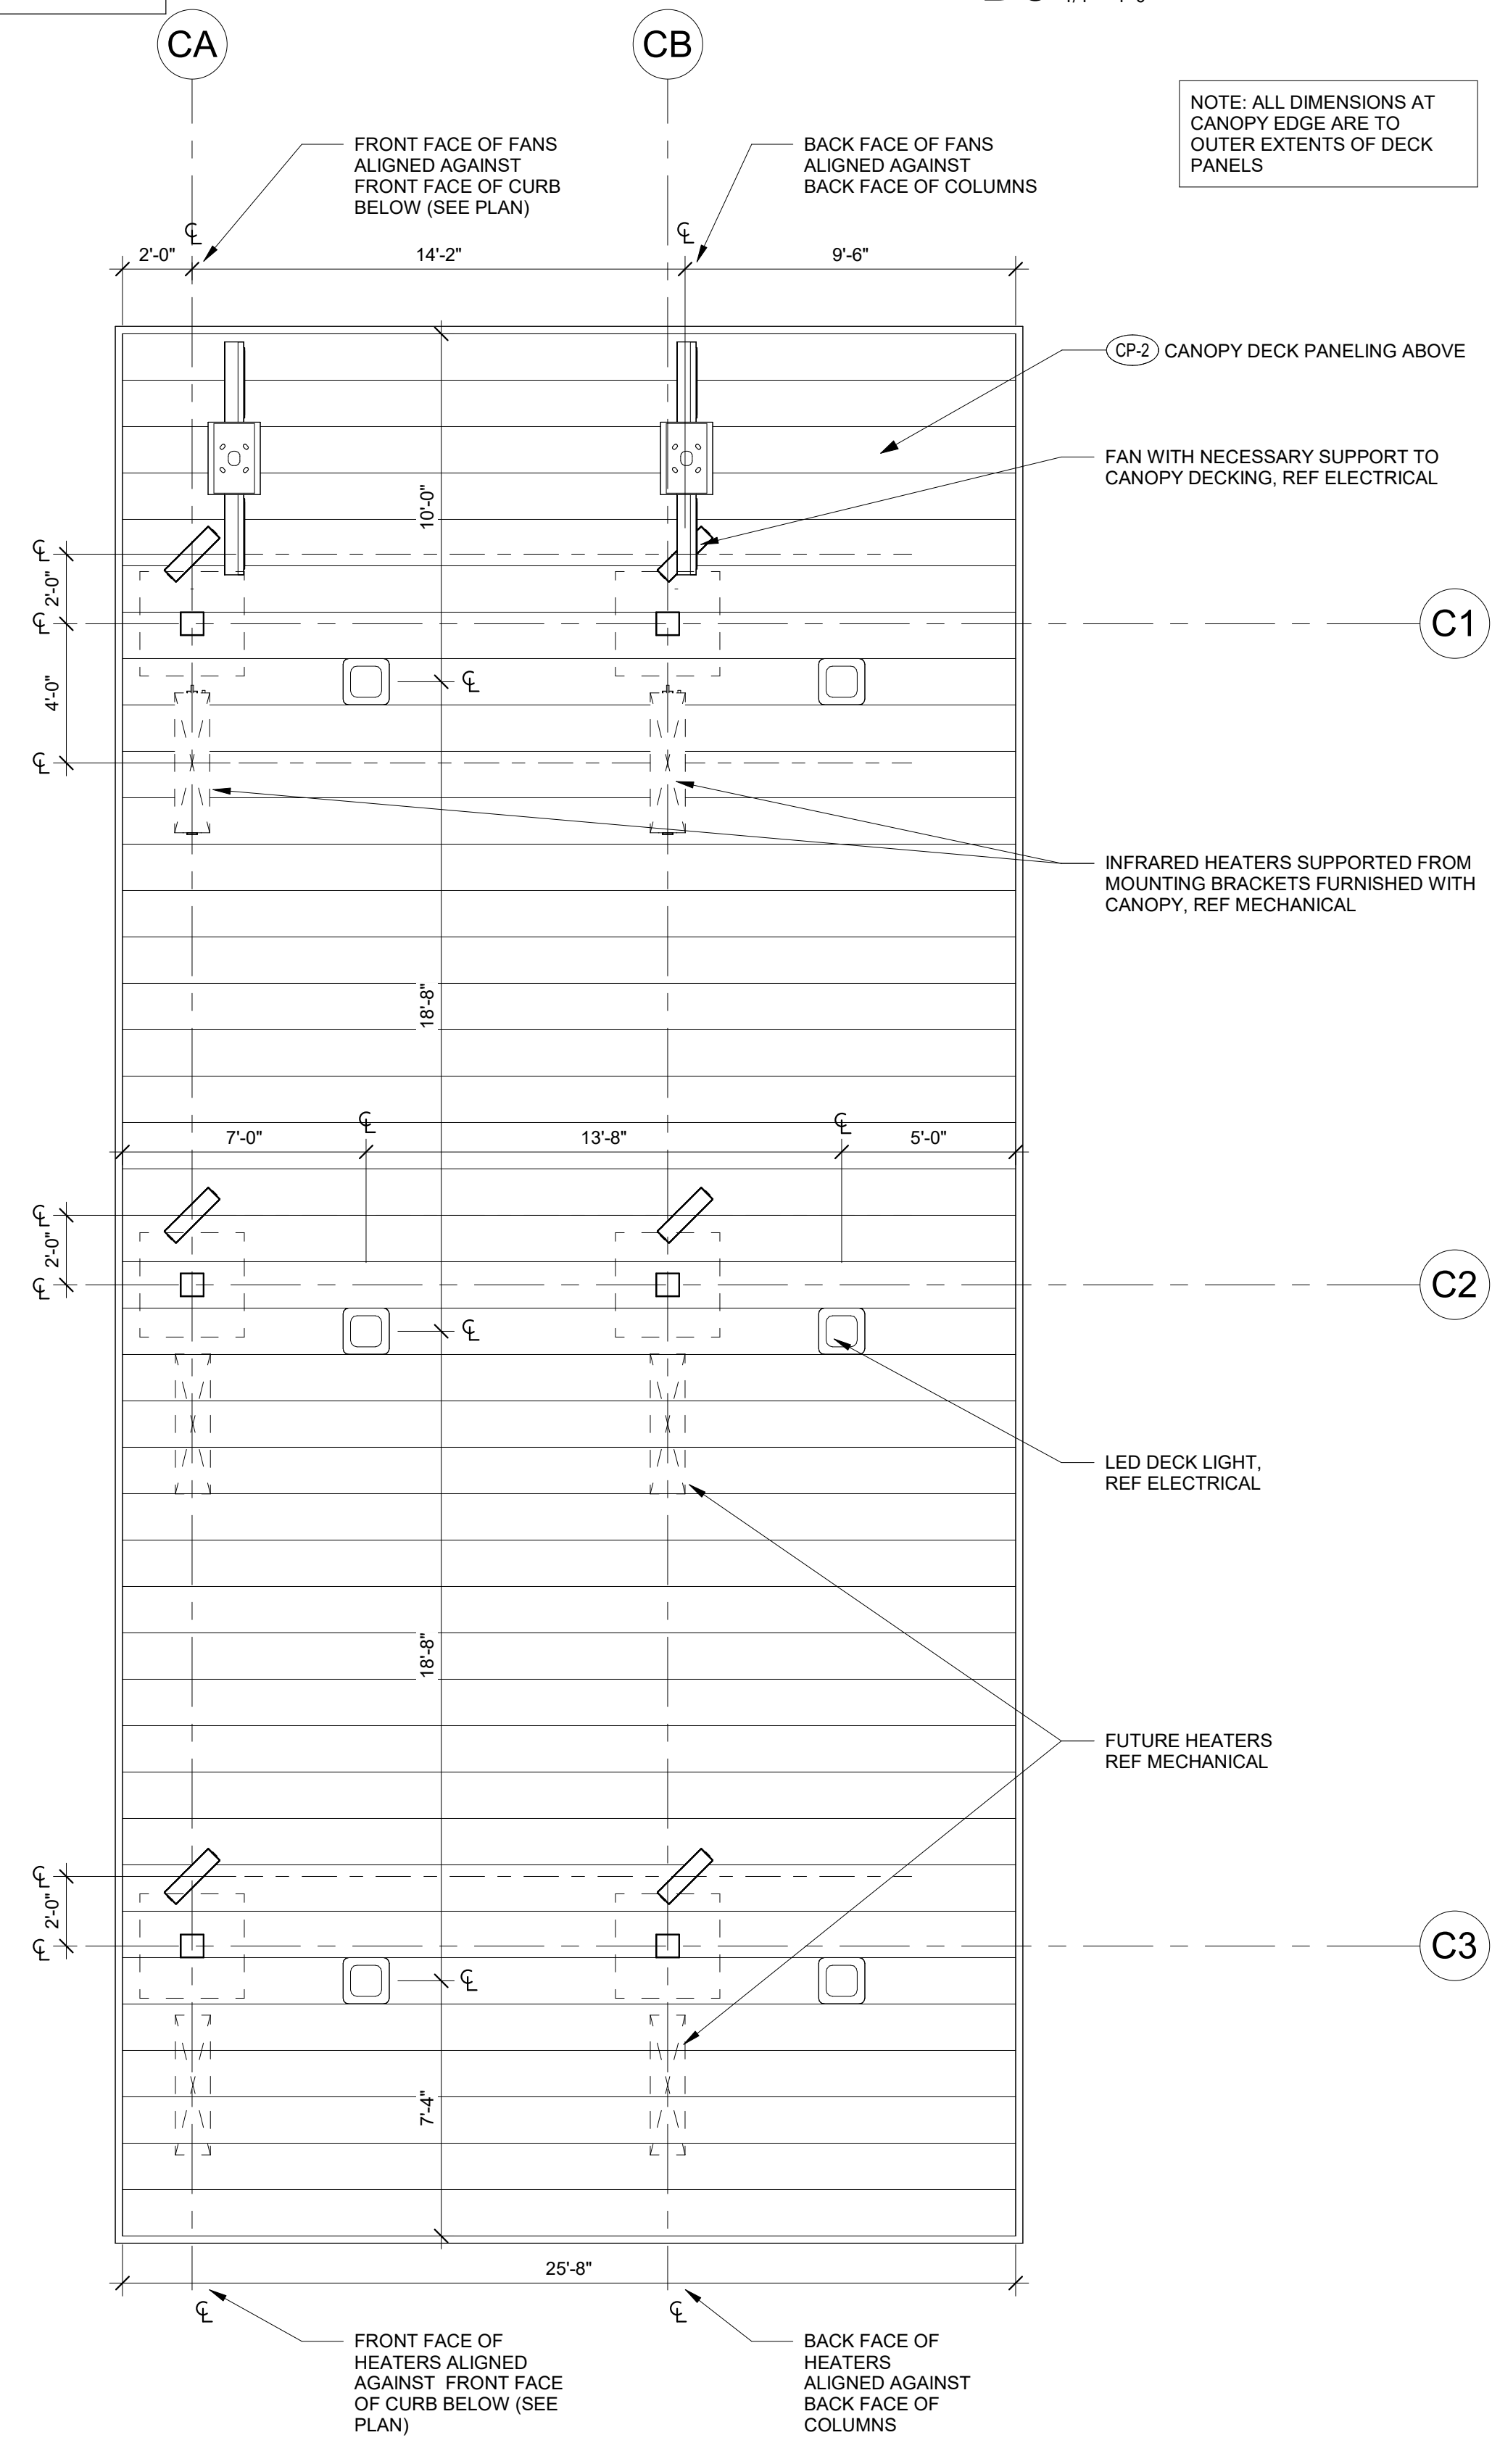 CA
CB
NOTE: ALL DIMENSIONS AT
CANOPY EDGE ARE TO
OUTER EXTENTS OF DECK
PANELS
FRONT FACE OF FANS
ALIGNED AGAINST
FRONT FACE OF CURB
BELOW (SEE PLAN)
BACK FACE OF FANS
ALIGNED AGAINST
BACK FACE OF COLUMNS
℄
℄
2'-0"
14'-2"
9'-6"
CP-2 CANOPY DECK PANELING ABOVE
FAN WITH NECESSARY SUPPORT TO
CANOPY DECKING, REF ELECTRICAL
10'-0"
℄
2'-0"
℄
C1
4'-0"
℄
℄
INFRARED HEATERS SUPPORTED FROM
MOUNTING BRACKETS FURNISHED WITH
CANOPY, REF MECHANICAL
18'-8"
℄
℄
7'-0"
13'-8"
5'-0"
℄
2'-0"
℄
C2
℄
LED DECK LIGHT,
REF ELECTRICAL
18'-8"
FUTURE HEATERS
REF MECHANICAL
℄
2'-0"
℄
C3
℄
7'-4"
25'-8"
℄
℄
FRONT FACE OF
HEATERS ALIGNED
AGAINST  FRONT FACE
OF CURB BELOW (SEE
PLAN)
BACK FACE OF
HEATERS
ALIGNED AGAINST
BACK FACE OF
COLUMNS